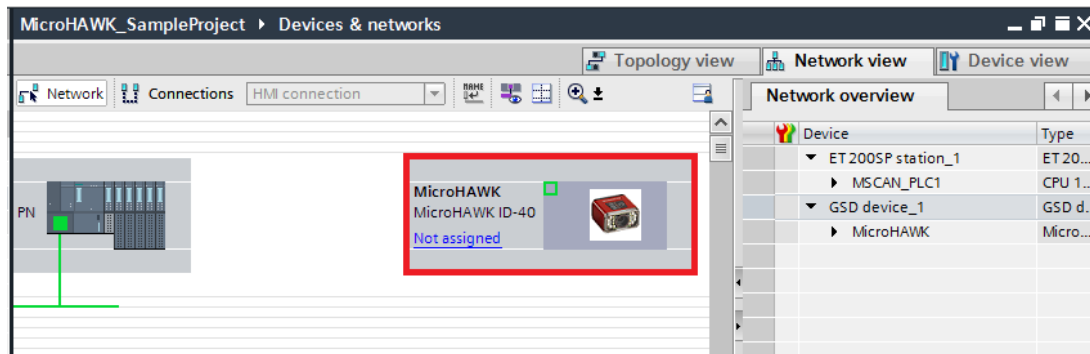 MicroHAWK_SampleProject ▸ Devices & networks
Topology view
Network view
Device view
Network
Connections
HMI connection
NAME
Network overview
Device
Type
ET 200SP station_1
ET 20...
MSCAN_PLC1
CPU 1...
GSD device_1
GSD d...
MicroHAWK
Micro...
PN
MicroHAWK
MicroHAWK ID-40
Not assigned